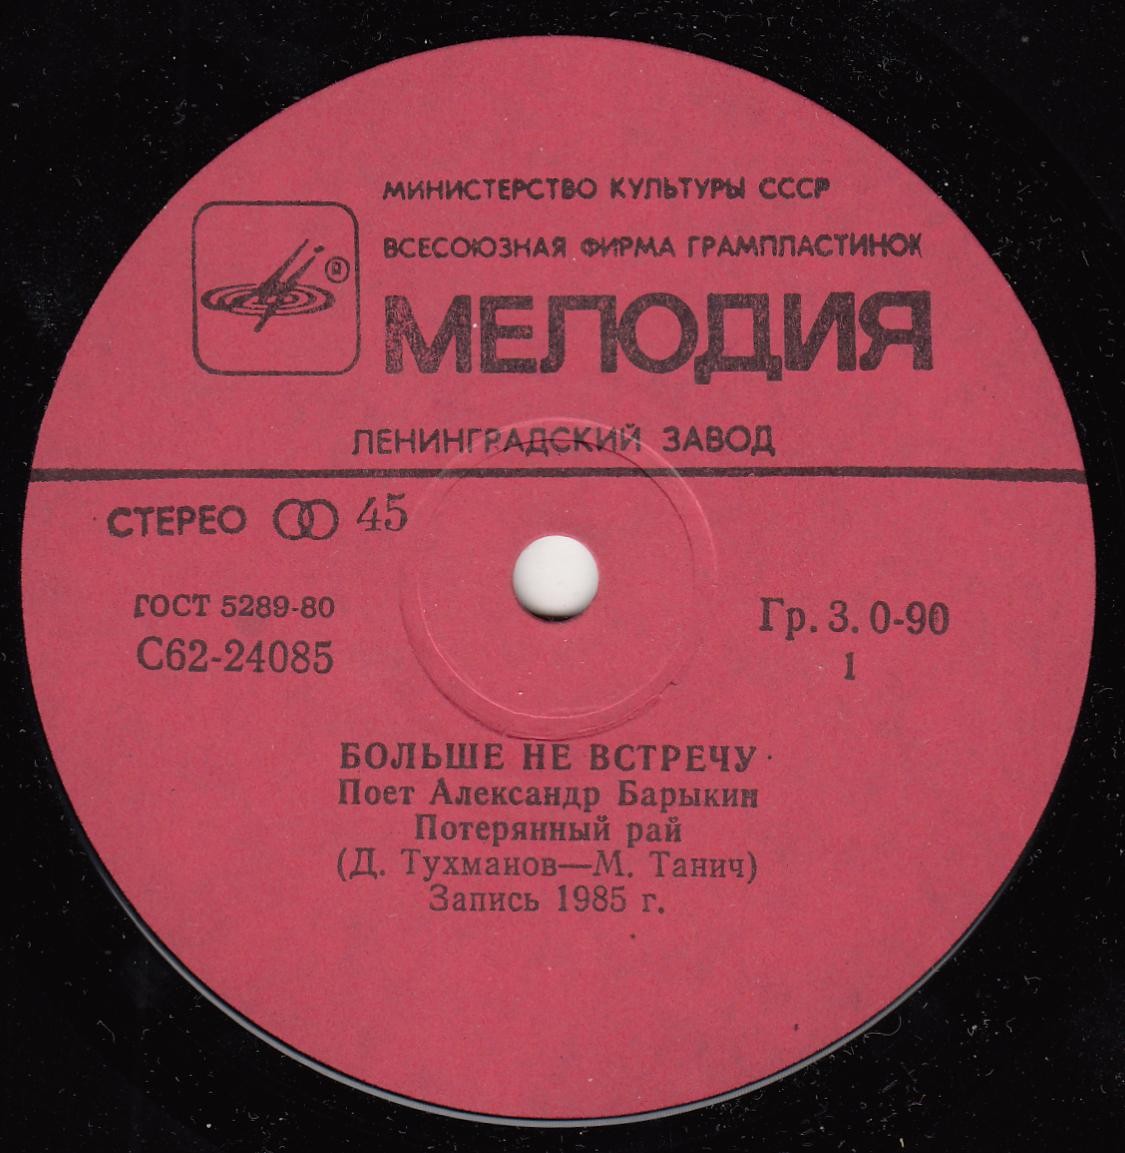 МИНИСТЕРСТВО КУЛЬТУРЫ СССР
ВСЕСОЮЗНАЯ ФИРМА ГРАМПЛАСТИНОК
®
МЕЛОДИЯ
ЛЕНИНГРАДСКИЙ ЗАВОД
СТЕРЕО 45
ГОСТ 5289-80
С62-24085
Гр. 3. 0-90
1
БОЛЬШЕ НЕ ВСТРЕЧУ
Поет Александр Барыкин
Потерянный рай
(Д. Тухманов—М. Танич)
Запись 1985 г.